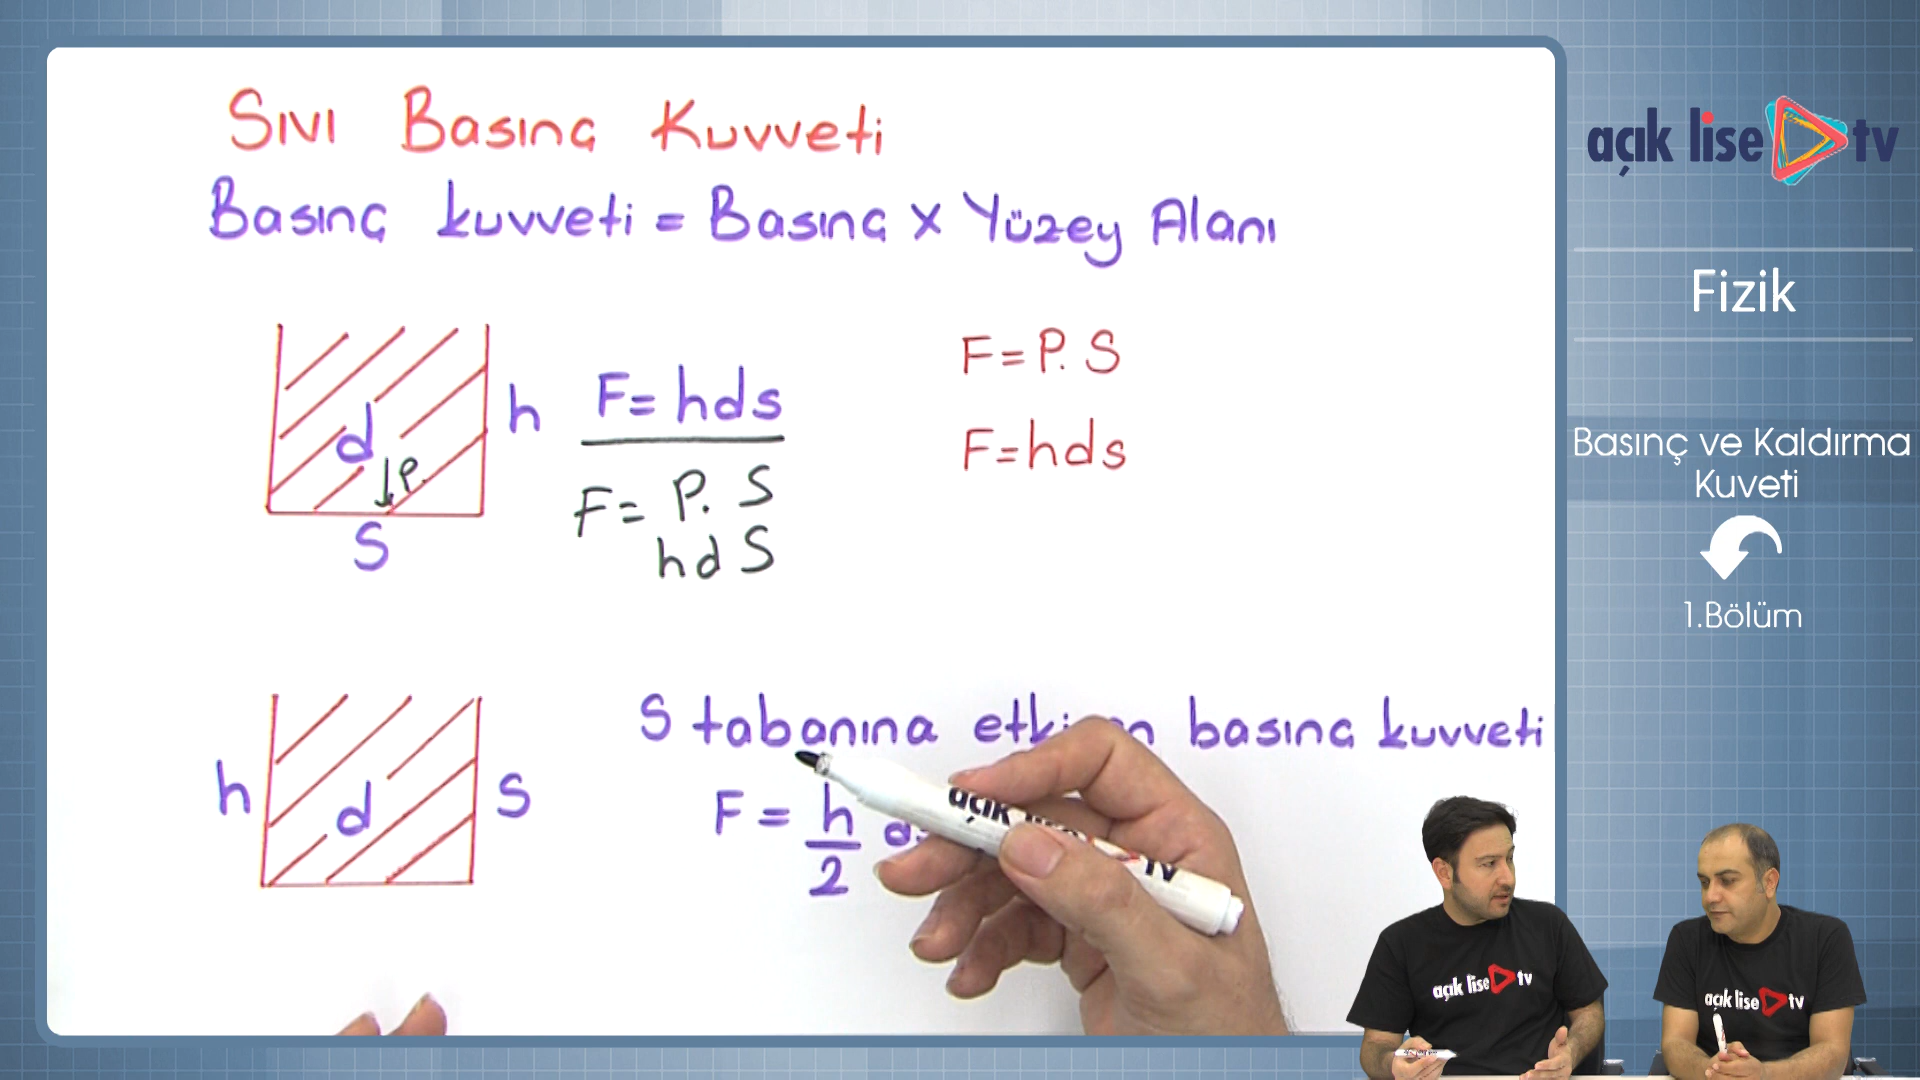 Sıvı Basınç Kuvveti
Basınç kuvveti = Basınç x Yüzey Alanı
F=P.S
F=hds
h F=hds
d
P.
F= P. S
hd S
S
S tabanına basınç kuvveti
h d S
F = h
2
açık lise tv
Fizik
Basınç ve Kaldırma
Kuveti
1.Bölüm
açık lise tv
açık lise tv